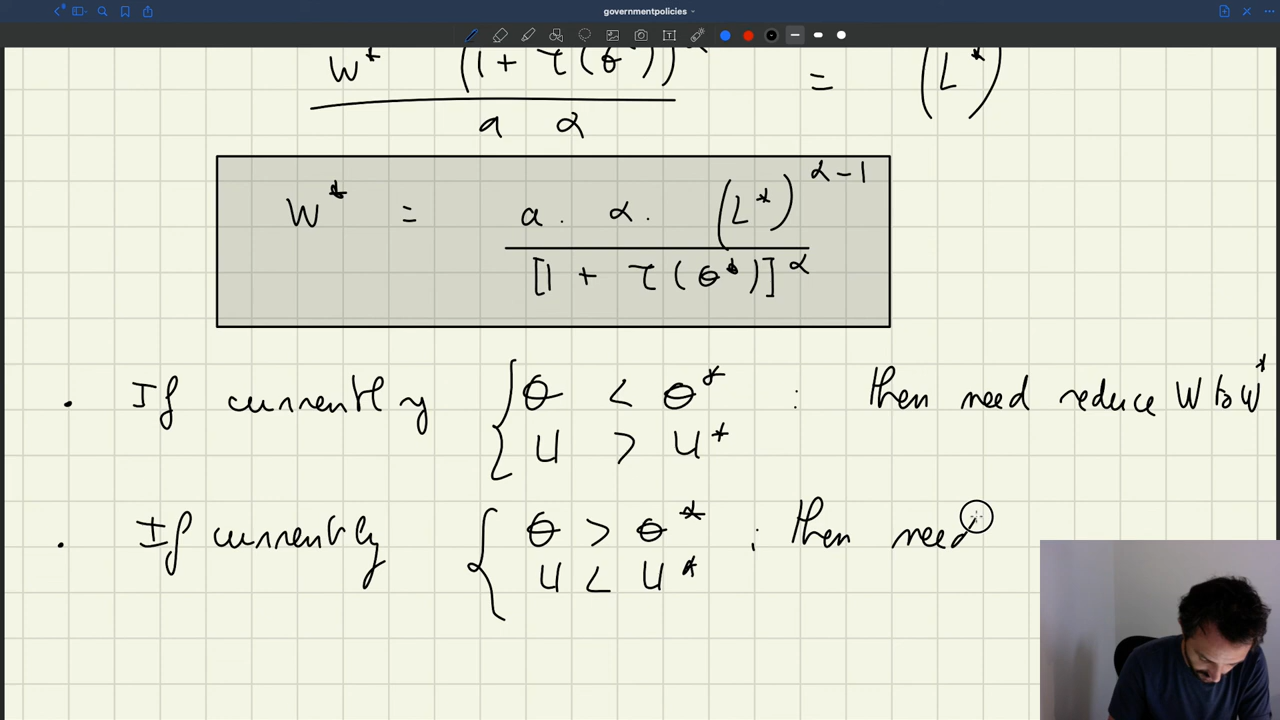 governmentpolicies
W* (1 + τ(θ*))^α = (L*)
a α
W* = a . α . (L*)^α-1
[1 + τ(θ*)]^α
. If currently { θ < θ* : then need reduce W to W*
u > u*
. If currently { θ > θ* : then need
u < u*